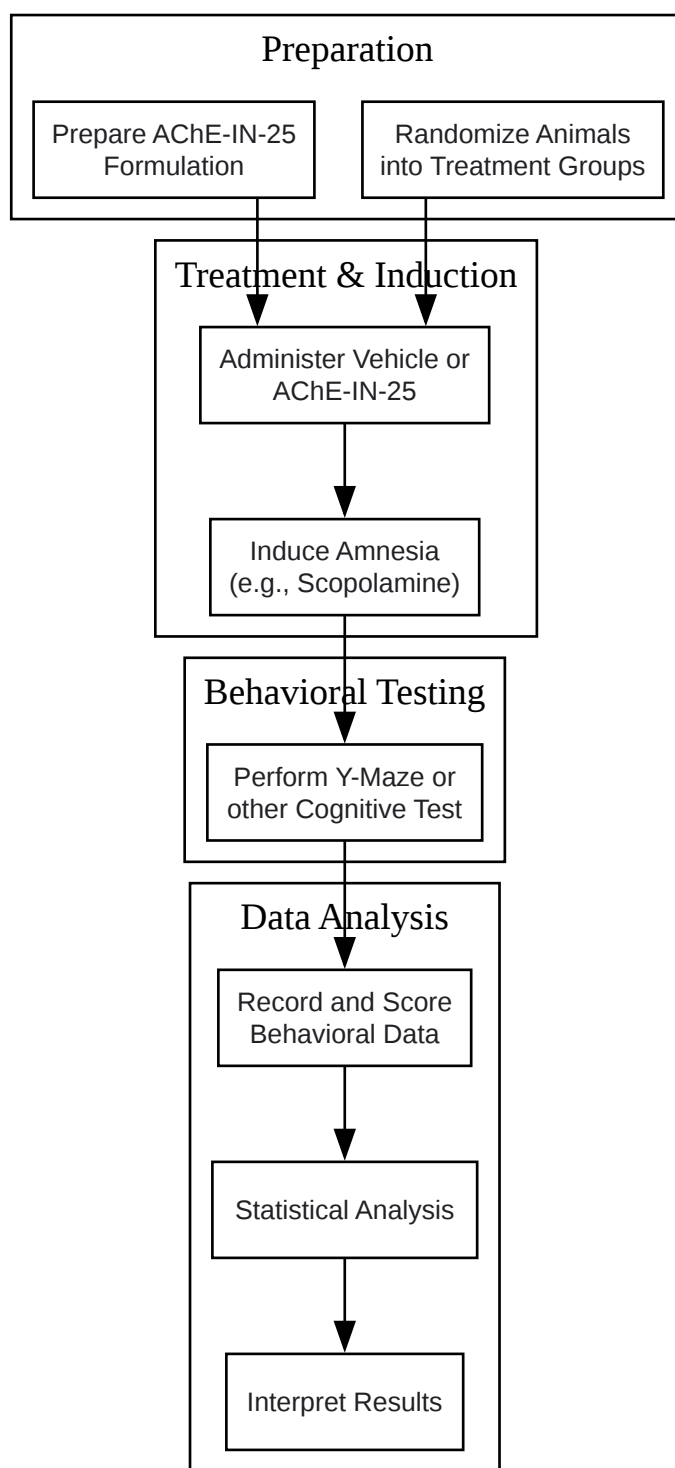 Preparation
Prepare AChE-IN-25
Formulation
Randomize Animals
into Treatment Groups
Treatment & Induction
Administer Vehicle or
AChE-IN-25
Induce Amnesia
(e.g., Scopolamine)
Behavioral Testing
Perform Y-Maze or
other Cognitive Test
Data Analysis
Record and Score
Behavioral Data
Statistical Analysis
Interpret Results